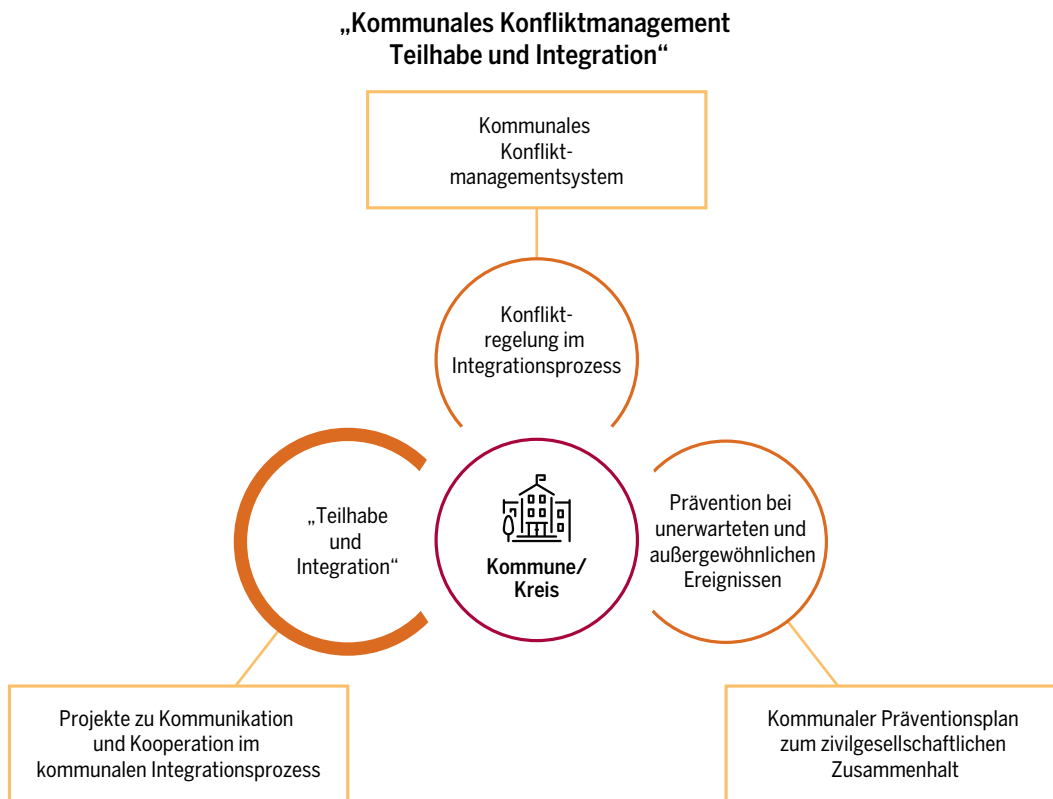 „Kommunales Konfliktmanagement
Teilhabe und Integration“
Kommunales
Konflikt-
managementsystem
Konflikt-
regelung im
Integrationsprozess
„Teilhabe
und
Integration“
Kommune/
Kreis
Prävention bei
unerwarteten und
außergewöhnlichen
Ereignissen
Projekte zu Kommunikation
und Kooperation im
kommunalen Integrationsprozess
Kommunaler Präventionsplan
zum zivilgesellschaftlichen
Zusammenhalt